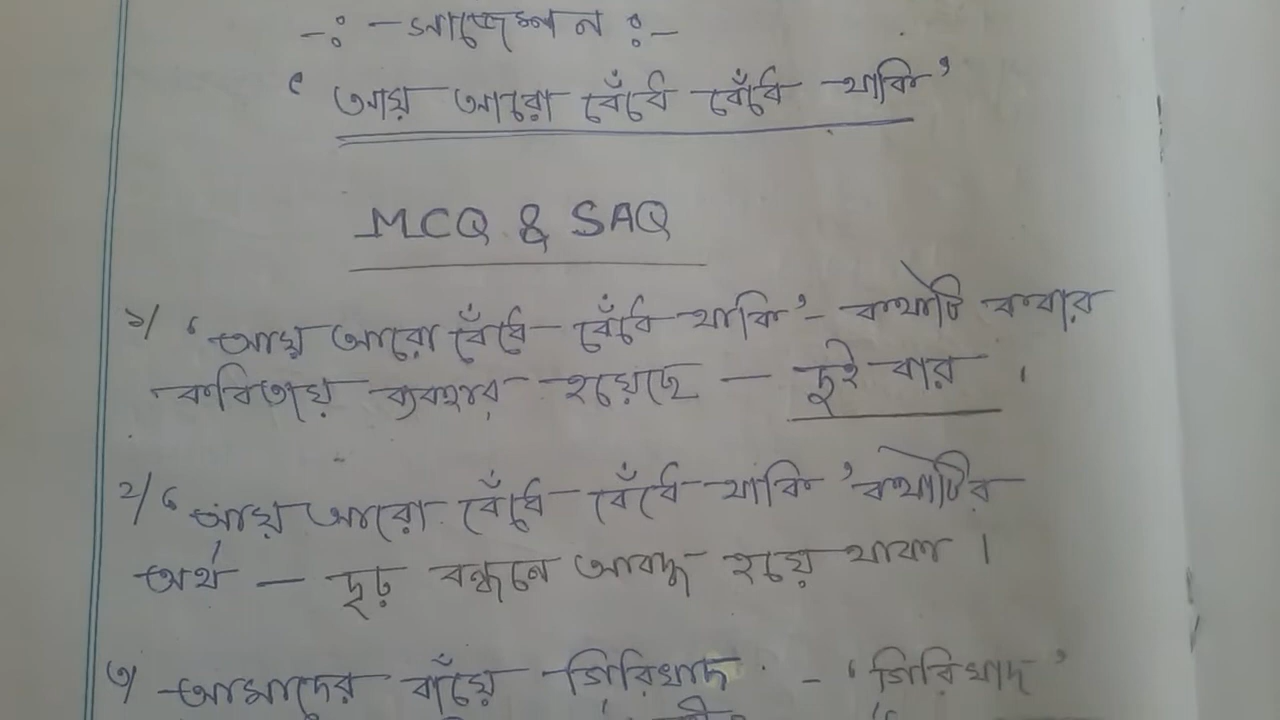 -ঃ - সাজেশন ঃ-
‘আয় আরো বেঁধে বেঁধে থাকি’
MCQ & SAQ
১/ ‘আয় আরো বেঁধে বেঁধে থাকি’ - কথাটি কবার
কবিতায় ব্যবহার হয়েছে – দুই বার ।
২/ ‘আয় আরো বেঁধে বেঁধে থাকি’ কথাটির
অর্থ – দৃঢ় বন্ধনে আবদ্ধ হয়ে থাকা ।
৩/ আমাদের বাঁয়ে গিরিখাদ - ‘গিরিখাদ’